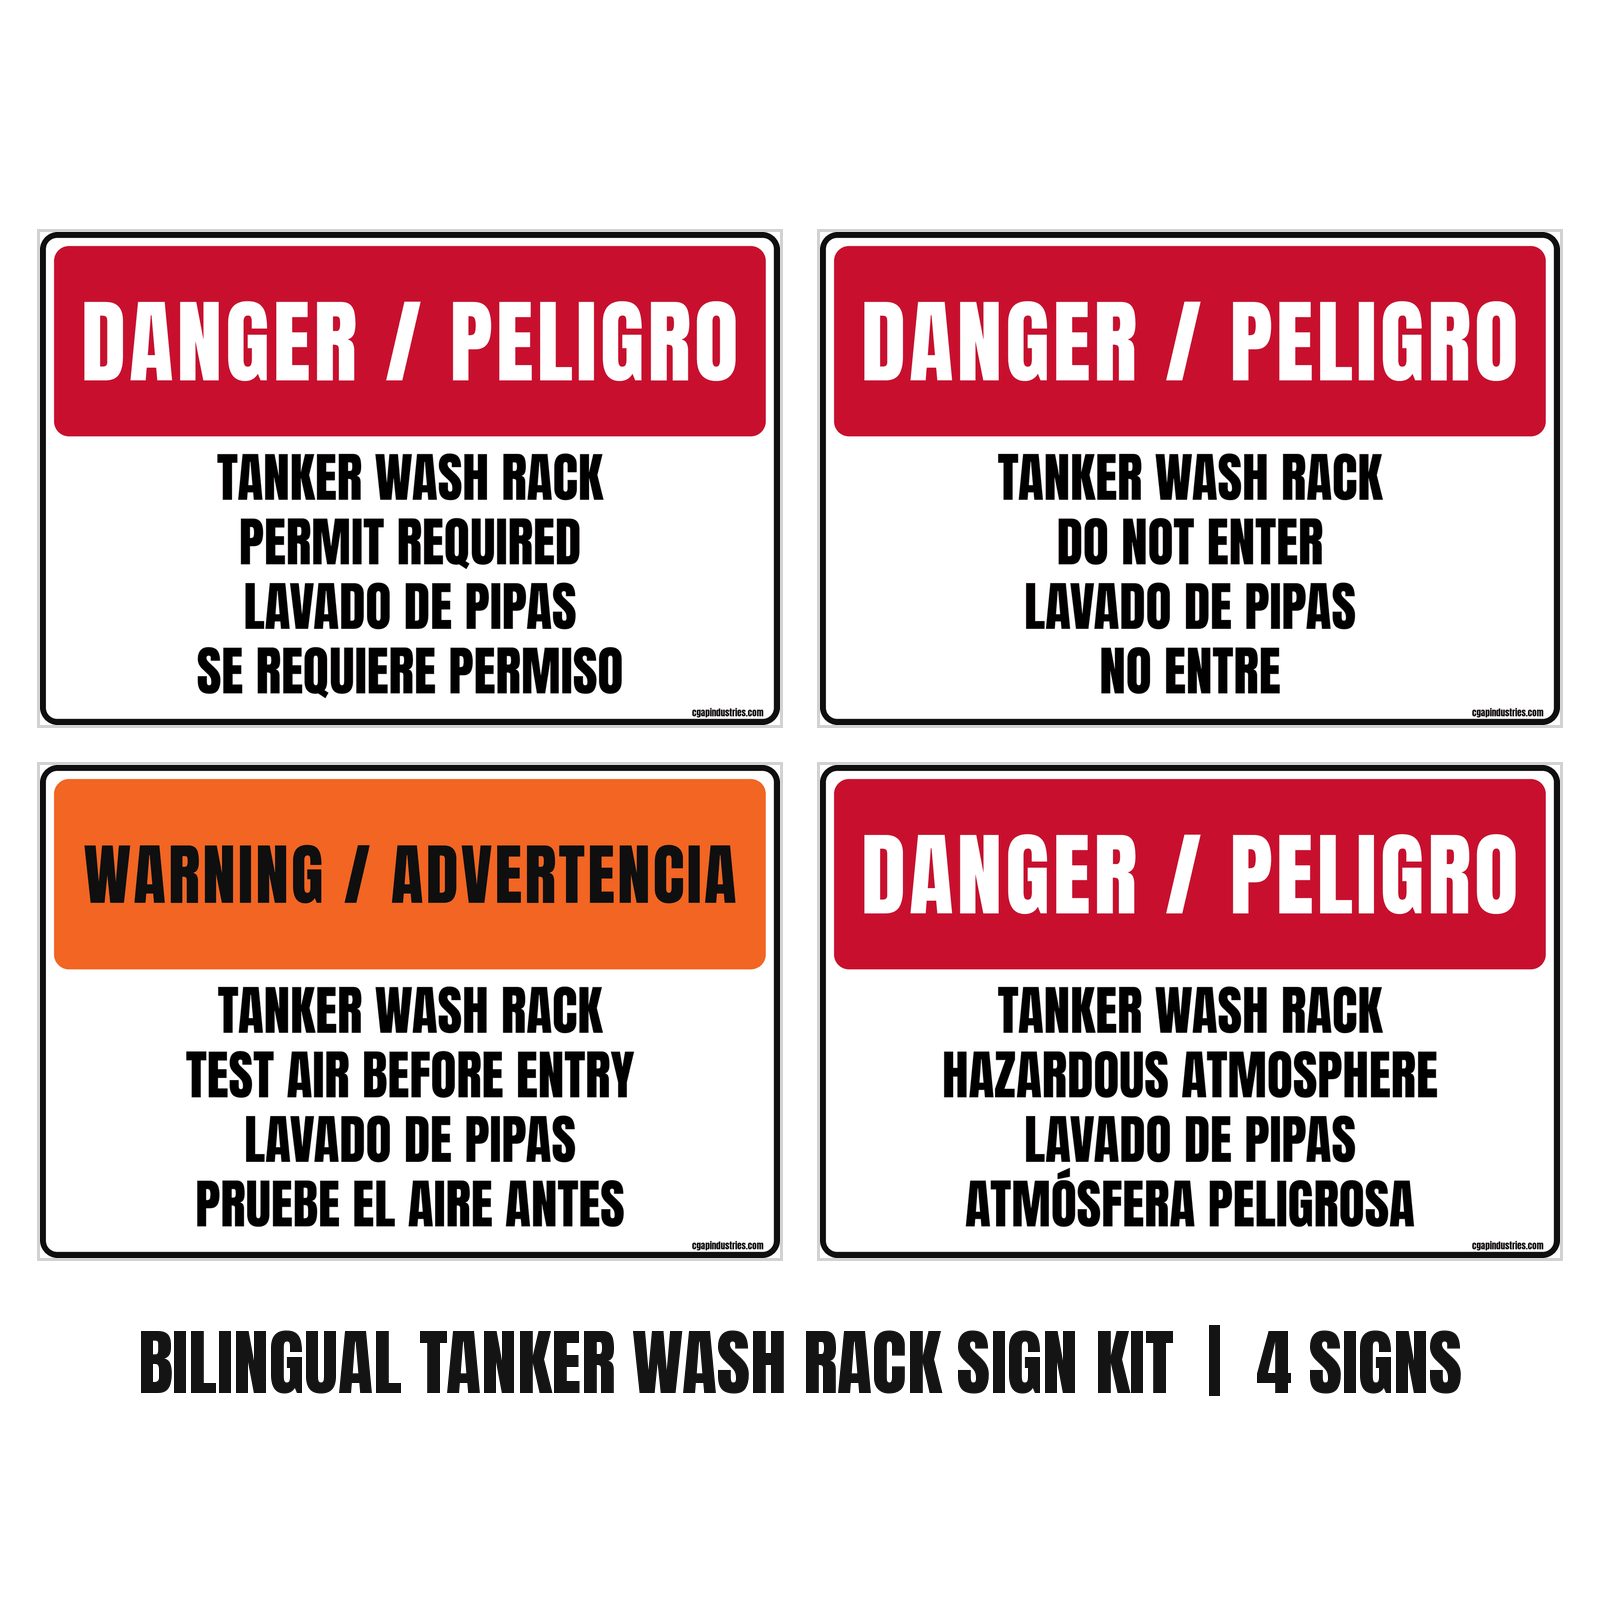 DANGER / PELIGRO
TANKER WASH RACK
PERMIT REQUIRED
LAVADO DE PIPAS
SE REQUIERE PERMISO
cgapindustries.com
DANGER / PELIGRO
TANKER WASH RACK
DO NOT ENTER
LAVADO DE PIPAS
NO ENTRE
cgapindustries.com
WARNING / ADVERTENCIA
TANKER WASH RACK
TEST AIR BEFORE ENTRY
LAVADO DE PIPAS
PRUEBE EL AIRE ANTES
cgapindustries.com
DANGER / PELIGRO
TANKER WASH RACK
HAZARDOUS ATMOSPHERE
LAVADO DE PIPAS
ATMÓSFERA PELIGROSA
cgapindustries.com
BILINGUAL TANKER WASH RACK SIGN KIT | 4 SIGNS